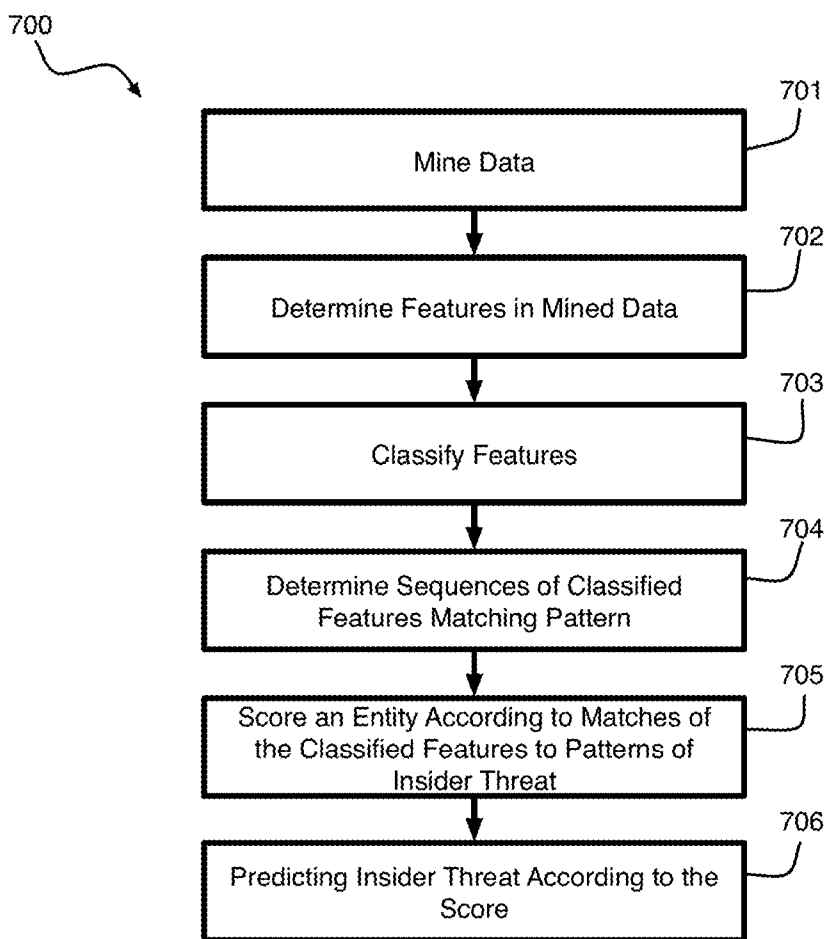 700
701
Mine Data
702
Determine Features in Mined Data
703
Classify Features
704
Determine Sequences of Classified
Features Matching Pattern
705
Score an Entity According to Matches of
the Classified Features to Patterns of
Insider Threat
706
Predicting Insider Threat According to the
Score